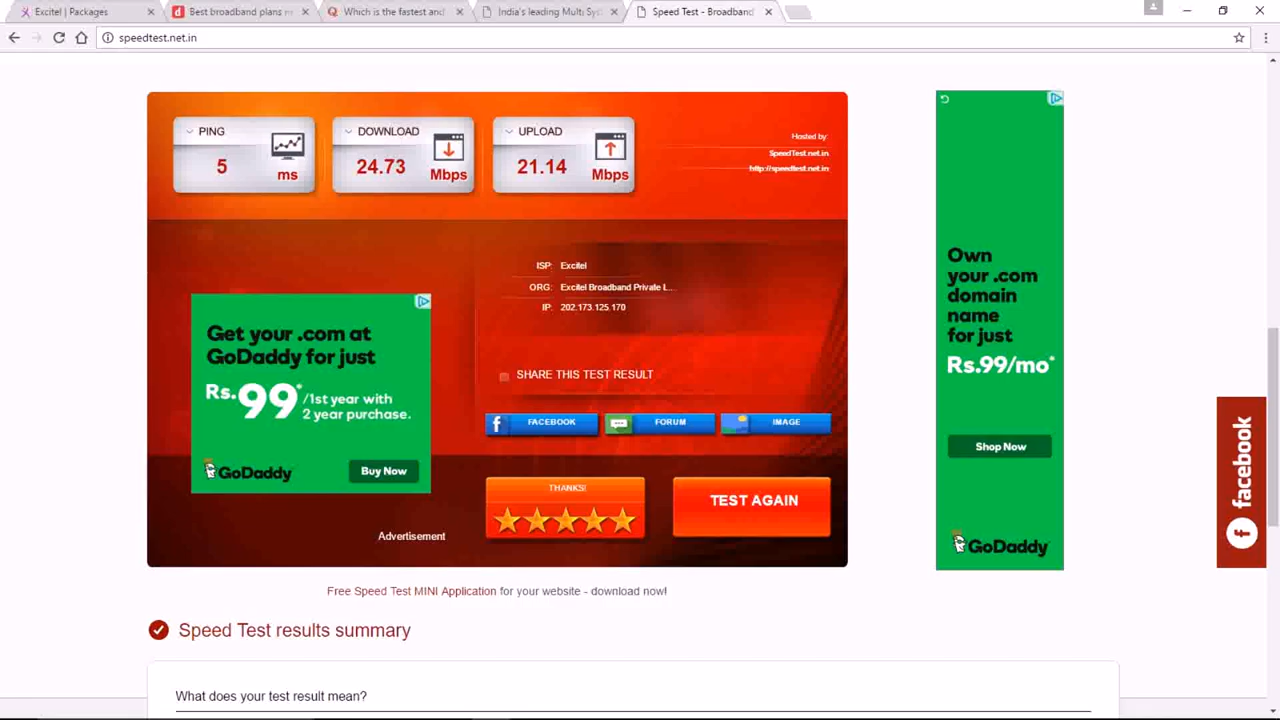 Excitel | Packages
Best broadband plans n
Which is the fastest and
India's leading Multi Sys
Speed Test - Broadband
speedtest.net.in
PING
5
ms
DOWNLOAD
24.73
Mbps
UPLOAD
21.14
Mbps
Hosted by:
SpeedTest.net.in
http://speedtest.net.in
ISP: Excitel
ORG: Excitel Broadband Private L...
IP: 202.173.125.170
SHARE THIS TEST RESULT
FACEBOOK
FORUM
IMAGE
THANKS!
TEST AGAIN
Get your .com at
GoDaddy for just
Rs.99* /1st year with
2 year purchase.
GoDaddy
Buy Now
Advertisement
Own
your .com
domain
name
for just
Rs.99/mo*
Shop Now
GoDaddy
facebook
Free Speed Test MINI Application for your website - download now!
Speed Test results summary
What does your test result mean?